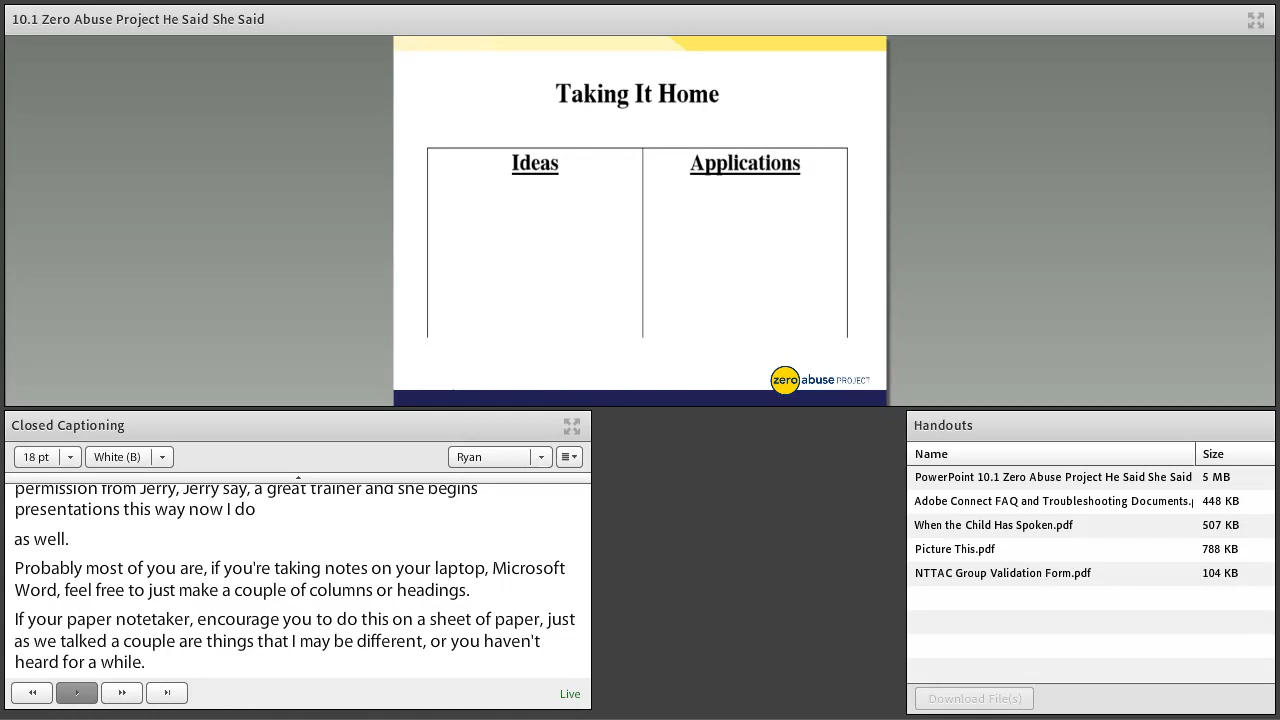 10.1 Zero Abuse Project He Said She Said
Taking It Home
Ideas
Applications
zero abuse PROJECT
Closed Captioning
18 pt
White (B)
Ryan
permission from Jerry, Jerry say, a great trainer and she begins
presentations this way now I do
as well.
Probably most of you are, if you're taking notes on your laptop, Microsoft
Word, feel free to just make a couple of columns or headings.
If your paper notetaker, encourage you to do this on a sheet of paper, just
as we talked a couple are things that I may be different, or you haven't
heard for a while.
Live
Handouts
Name Size
PowerPoint 10.1 Zero Abuse Project He Said She Said 5 MB
Adobe Connect FAQ and Troubleshooting Documents.p 448 KB
When the Child Has Spoken.pdf 507 KB
Picture This.pdf 788 KB
NTTAC Group Validation Form.pdf 104 KB
Download File(s)